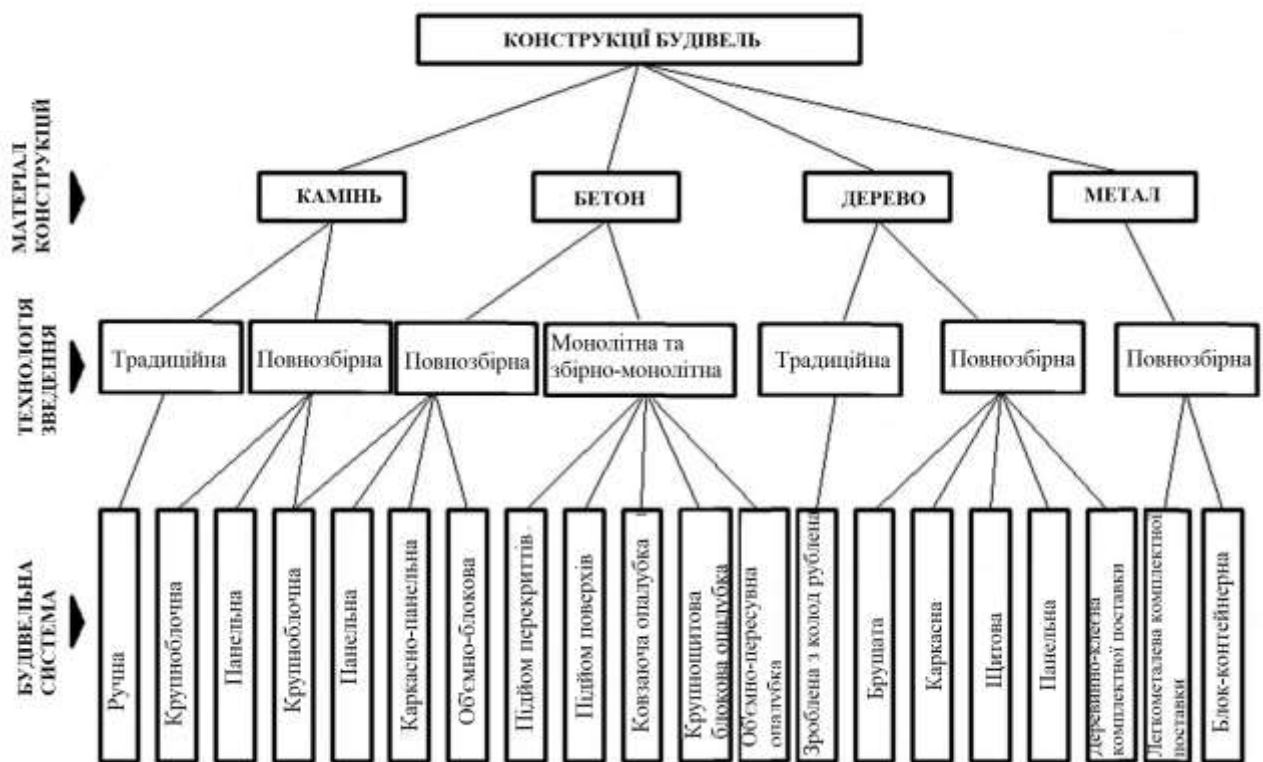 КОНСТРУКЦІЇ БУДІВЕЛЬ
МАТЕРІАЛ
КОНСТРУКЦІЙ
КАМІНЬ
БЕТОН
ДЕРЕВО
МЕТАЛ
ТЕХНОЛОГІЯ
ЗВЕДЕННЯ
Традиційна
Повнозбірна
Повнозбірна
Монолітна та
збірно-монолітна
Традиційна
Повнозбірна
Повнозбірна
БУДІВЕЛЬНА
СИСТЕМА
Ручна
Крупноблочна
Панельна
Крупноблочна
Панельна
Каркасно-панельна
Об'ємно-блокова
Підйом перекриттів
Підйом поверхів
Ковзаюча опалубка
Крупнощитова
блокова опалубка
Об'ємно-пересувна
опалубка
Зроблена з колод рублена
Брущата
Каркасна
Щитова
Панельна
Деревинно-клеєна
комплектної поставки
Легкометалева комплектної
поставки
Блок-контейнерна